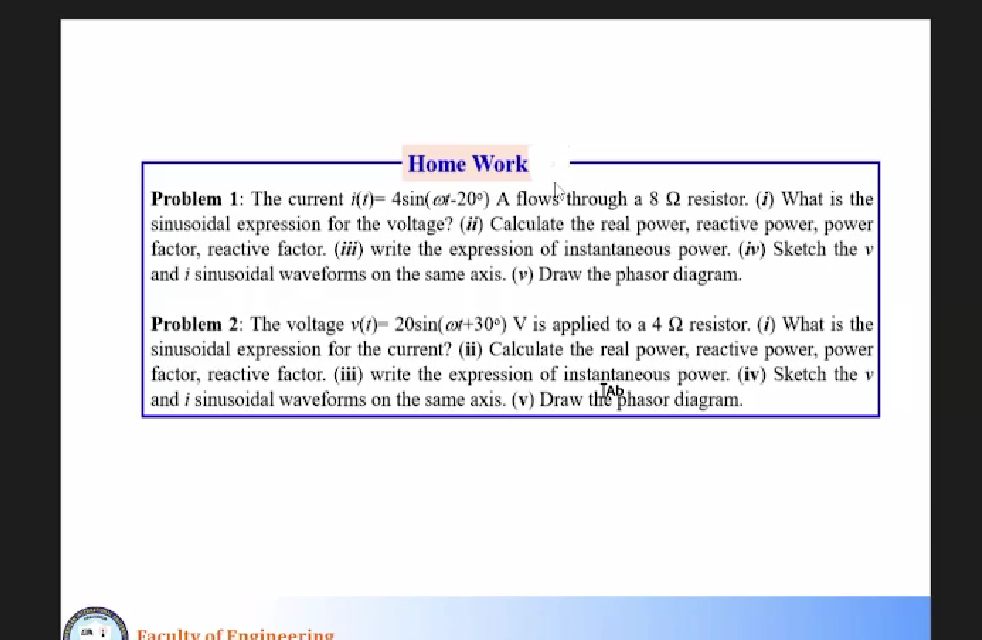 Home Work
Problem 1: The current i(t)= 4sin(ωt-20º) A flows through a 8 Ω resistor. (i) What is the
sinusoidal expression for the voltage? (ii) Calculate the real power, reactive power, power
factor, reactive factor. (iii) write the expression of instantaneous power. (iv) Sketch the v
and i sinusoidal waveforms on the same axis. (v) Draw the phasor diagram.
Problem 2: The voltage v(t)= 20sin(ωt+30º) V is applied to a 4 Ω resistor. (i) What is the
sinusoidal expression for the current? (ii) Calculate the real power, reactive power, power
factor, reactive factor. (iii) write the expression of instantaneous power. (iv) Sketch the v
and i sinusoidal waveforms on the same axis. (v) Draw the phasor diagram.
Ab
Faculty of Engineering